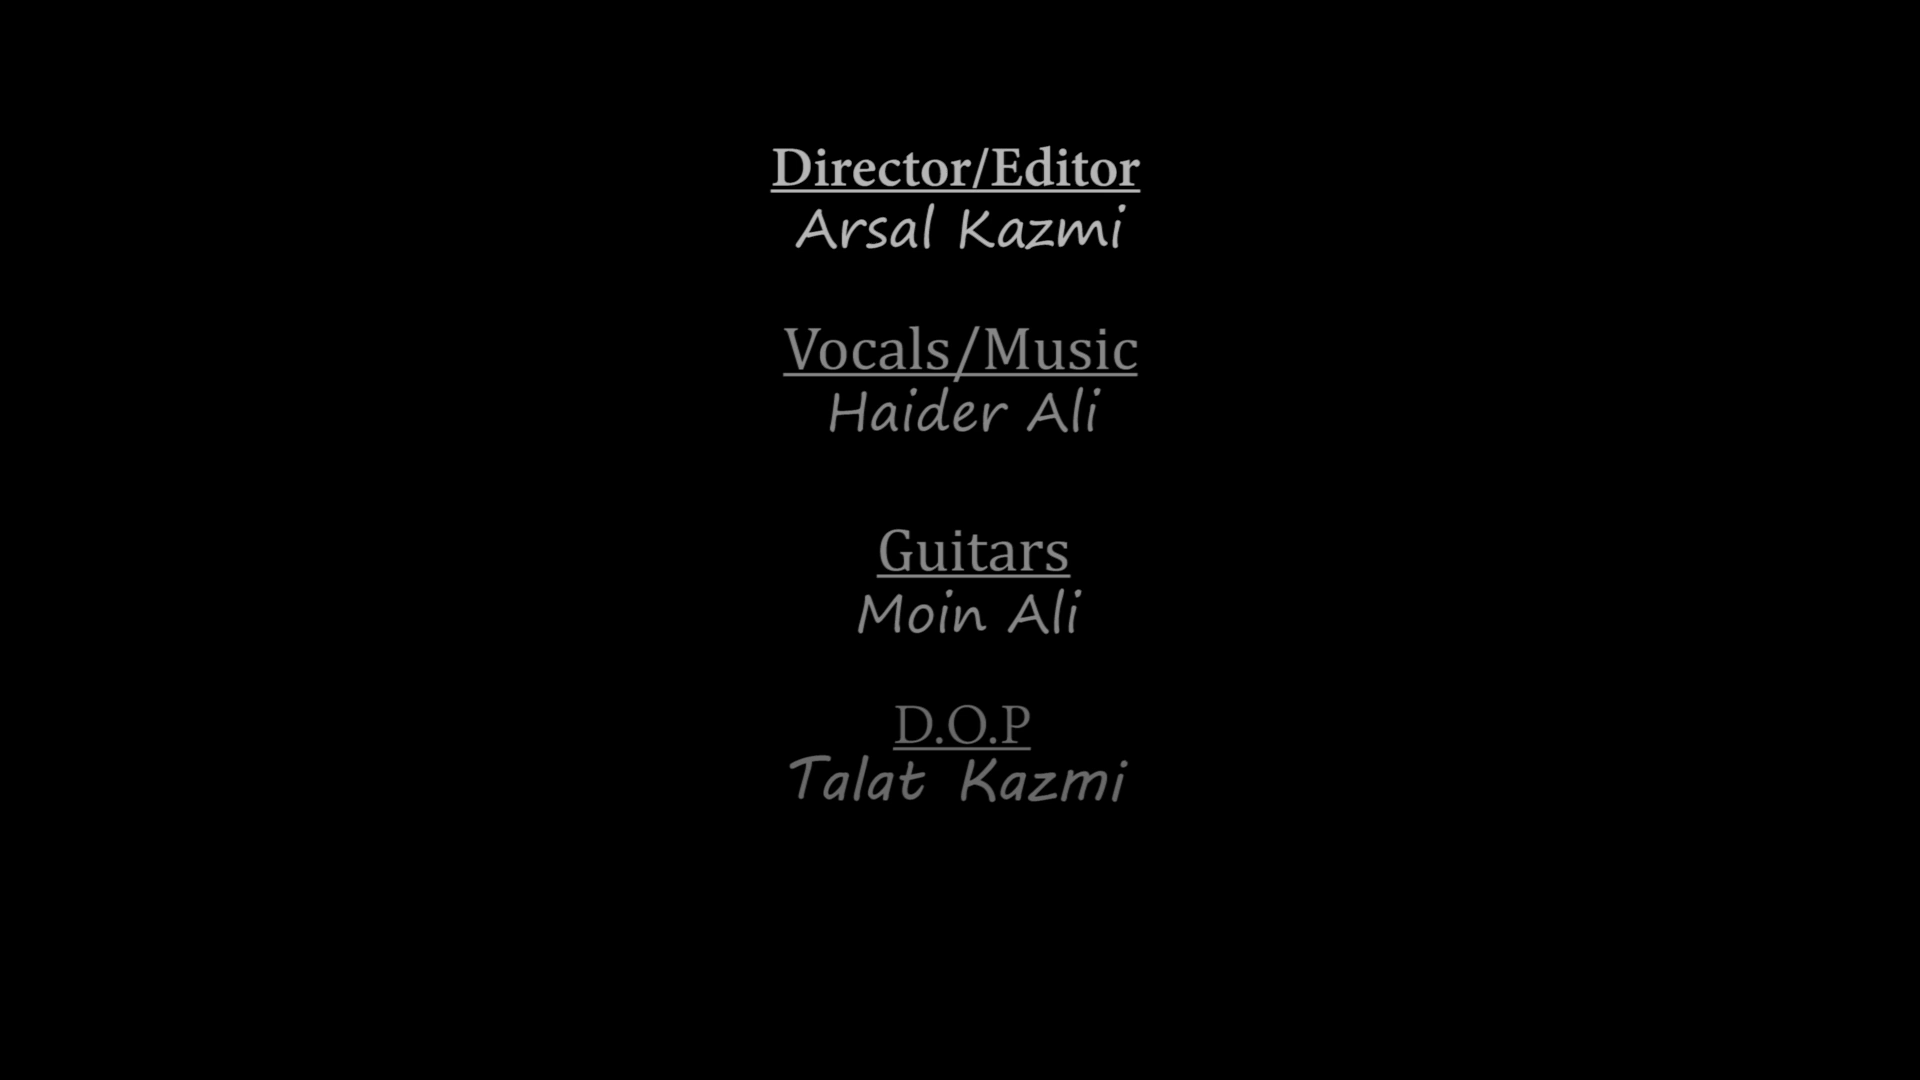 Director/Editor
Arsal Kazmi
Vocals/Music
Haider Ali
Guitars
Moin Ali
D.O.P
Talat Kazmi